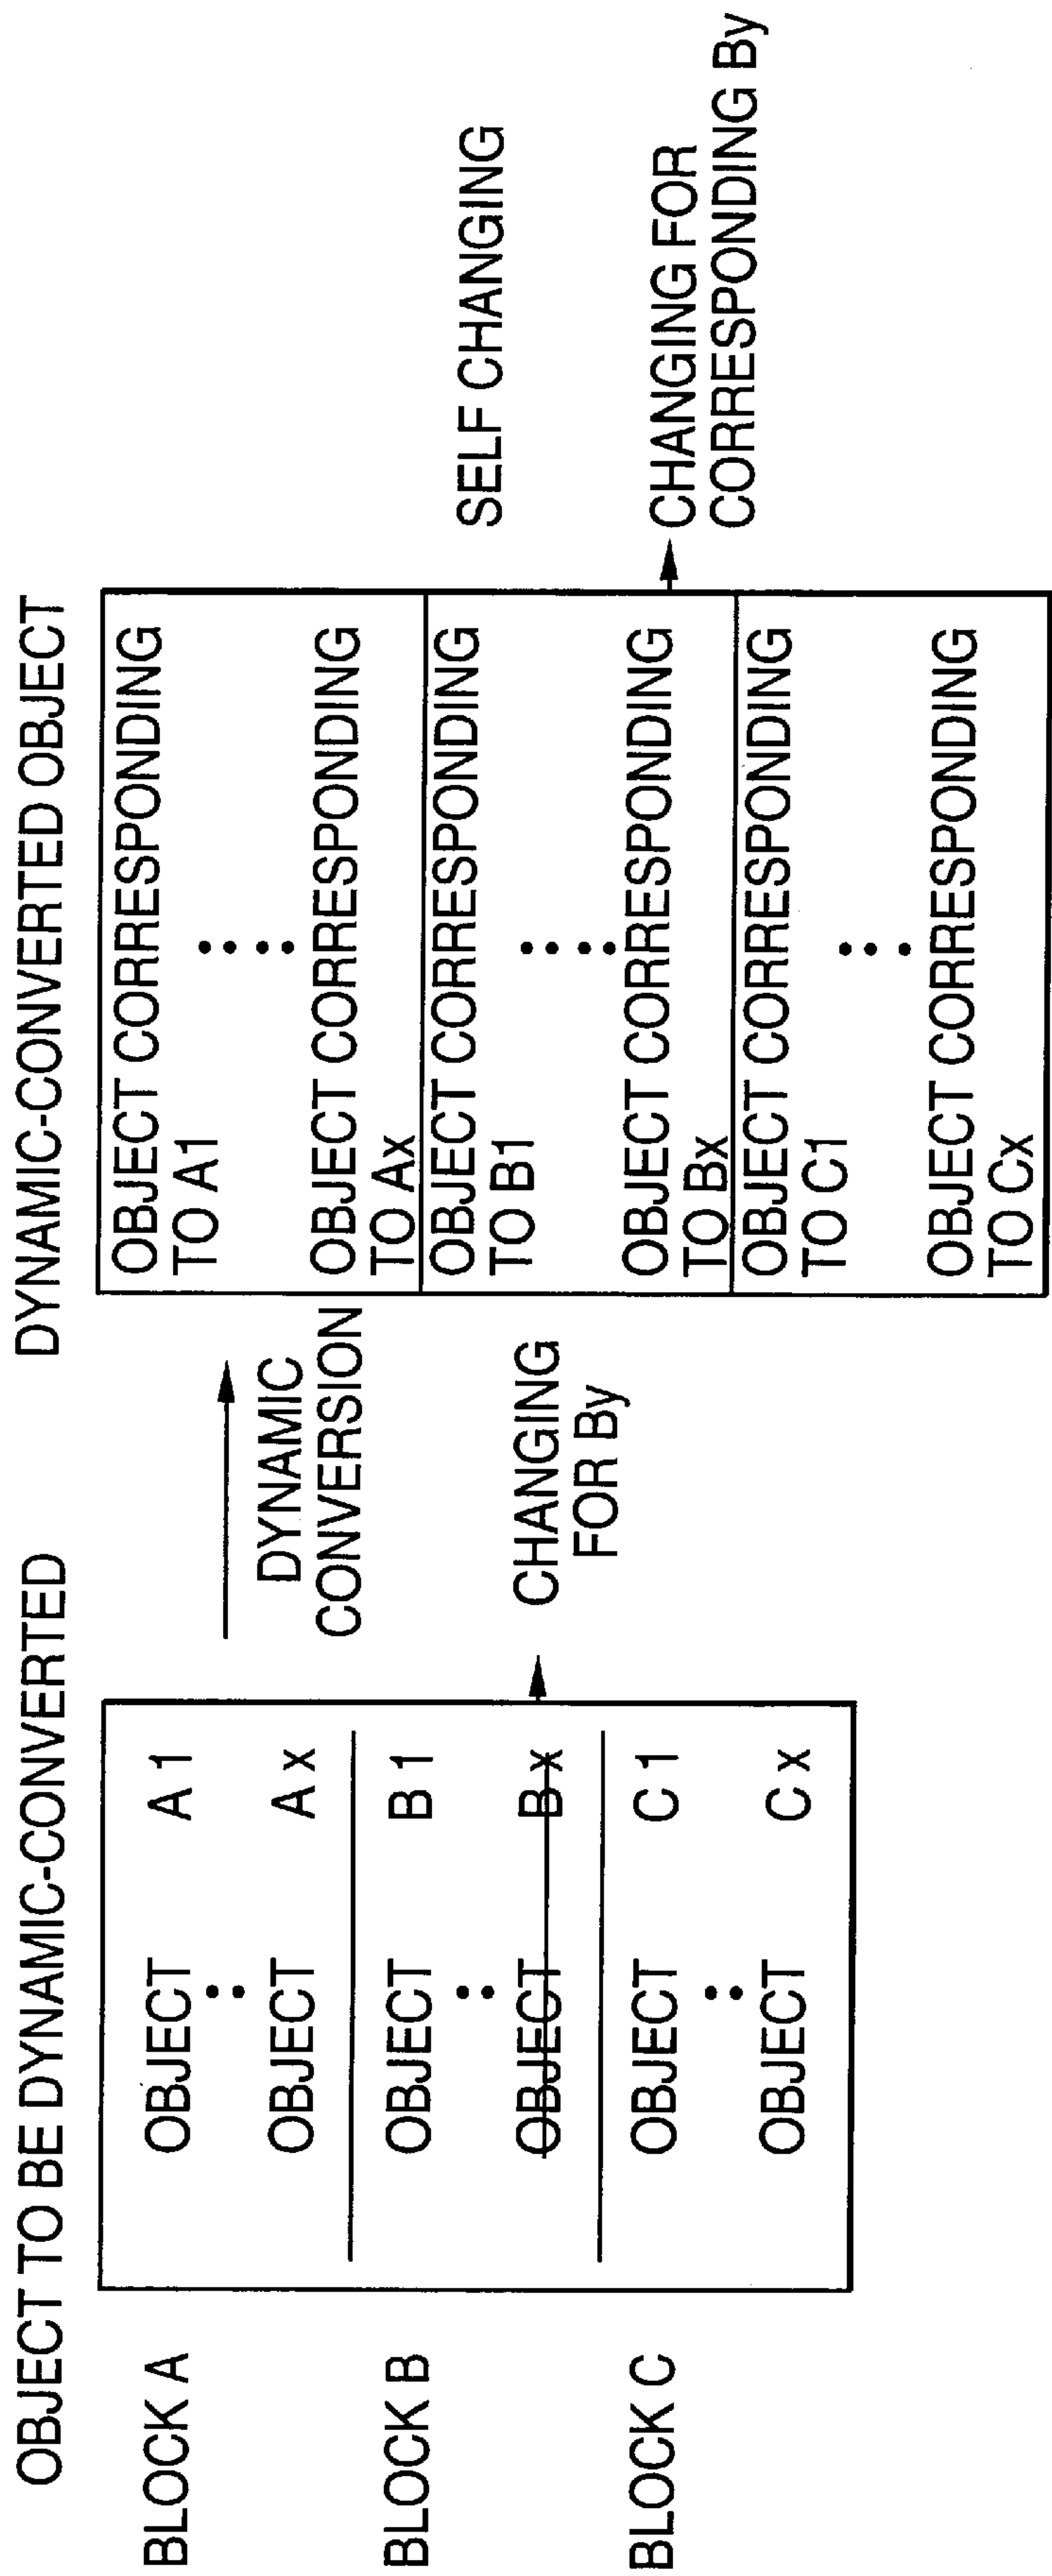 OBJECT TO BE DYNAMIC-CONVERTED
BLOCK A
OBJECT A1
OBJECT Ax
BLOCK B
OBJECT B1
OBJECT Bx
BLOCK C
OBJECT C1
OBJECT Cx
DYNAMIC
CONVERSION
CHANGING
FOR By
DYNAMIC-CONVERTED OBJECT
OBJECT CORRESPONDING
TO A1
OBJECT CORRESPONDING
TO Ax
OBJECT CORRESPONDING
TO B1
OBJECT CORRESPONDING
TO Bx
OBJECT CORRESPONDING
TO C1
OBJECT CORRESPONDING
TO Cx
SELF CHANGING
CHANGING FOR
CORRESPONDING By